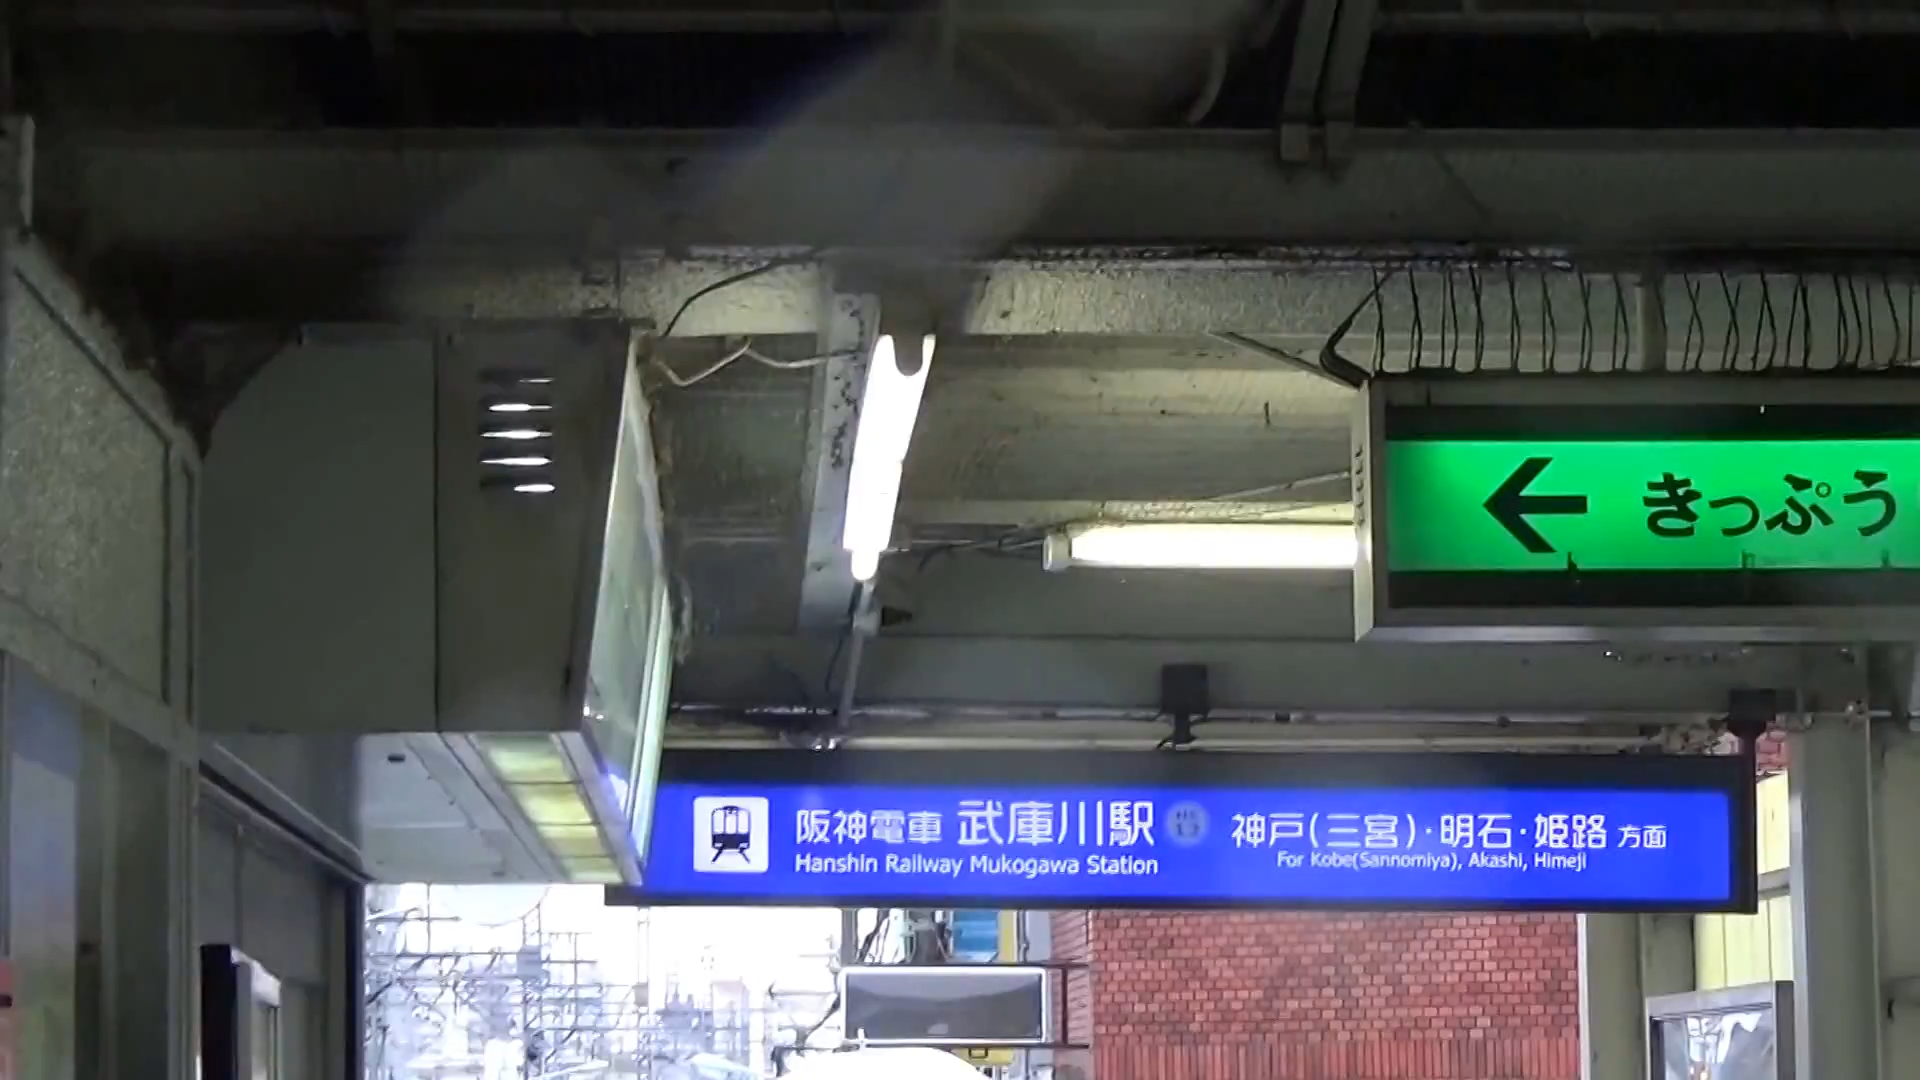 きっぷう
阪神電車 武庫川駅
Hanshin Railway Mukogawa Station
神戸(三宮)・明石・姫路 方面
For Kobe(Sannomiya), Akashi, Himeji